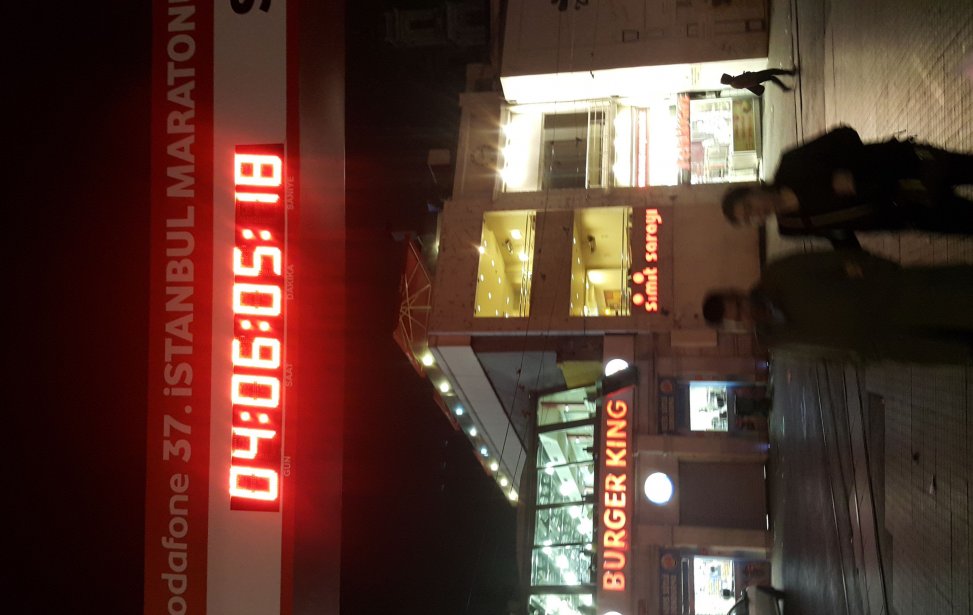 odafone 37. İSTANBUL MARATONU
04:06:05:18
GÜN SAAT DAKİKA SANİYE
simit sarayı
BURGER KING